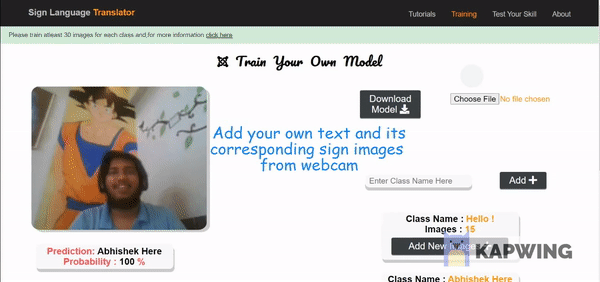 Sign Language Translator
Tutorials
Training
Test Your Skill
About
Please train atleast 30 images for each class.and,for more information click here
Train Your Own Model
Download
Model
Choose File No file chosen
Add your own text and its
corresponding sign images
from webcam
Enter Class Name Here
Add +
Class Name : Hello !
Images : 15
Add New Images
KAPWING
Prediction: Abhishek Here
Probability : 100 %
Class Name : Abhishek Here